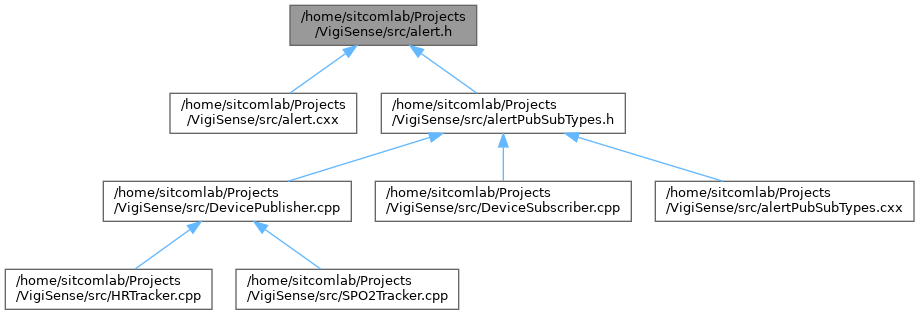 /home/sitcomlab/Projects
/VigiSense/src/alert.h
/home/sitcomlab/Projects
/VigiSense/src/alert.cxx
/home/sitcomlab/Projects
/VigiSense/src/alertPubSubTypes.h
/home/sitcomlab/Projects
/VigiSense/src/DevicePublisher.cpp
/home/sitcomlab/Projects
/VigiSense/src/DeviceSubscriber.cpp
/home/sitcomlab/Projects
/VigiSense/src/alertPubSubTypes.cxx
/home/sitcomlab/Projects
/VigiSense/src/HRTracker.cpp
/home/sitcomlab/Projects
/VigiSense/src/SPO2Tracker.cpp